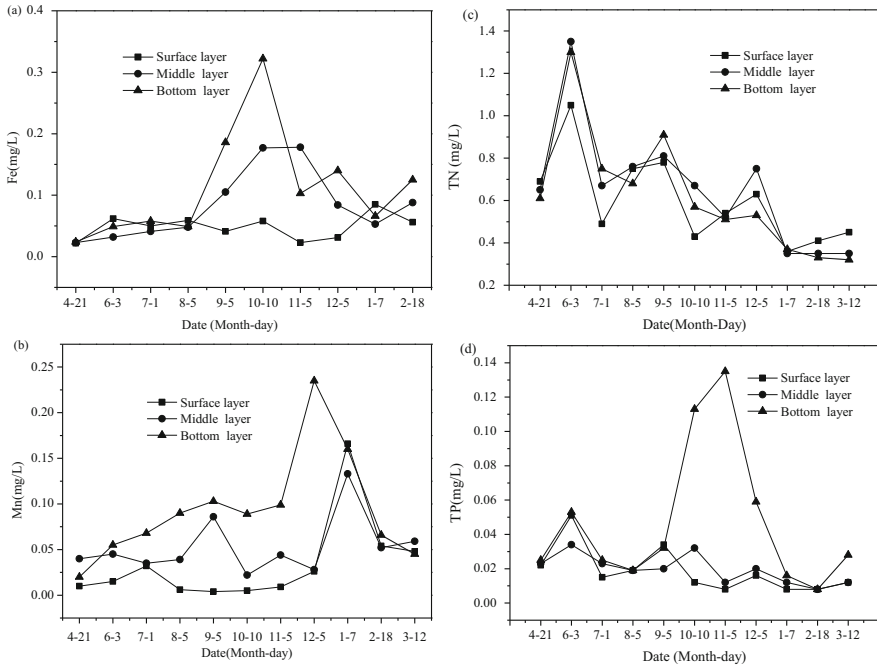 (a)
0.4
0.3
0.2
0.1
0.0
Fe(mg/L)
Surface layer
Middle layer
Bottom layer
4-21 6-3 7-1 8-5 9-5 10-10 11-5 12-5 1-7 2-18
Date (Month-day)
(c)
1.4
1.2
1.0
0.8
0.6
0.4
0.2
TN (mg/L)
Surface layer
Middle layer
Bottom layer
4-21 6-3 7-1 8-5 9-5 10-10 11-5 12-5 1-7 2-18 3-12
Date(Month-Day)
(b)
0.25
0.20
0.15
0.10
0.05
0.00
Mn(mg/L)
Surface layer
Middle layer
Bottom layer
4-21 6-3 7-1 8-5 9-5 10-10 11-5 12-5 1-7 2-18 3-12
Date(Month-day)
(d)
0.14
0.12
0.10
0.08
0.06
0.04
0.02
0.00
TP(mg/L)
Surface layer
Middle layer
Bottom layer
4-21 6-3 7-1 8-5 9-5 10-10 11-5 12-5 1-7 2-18 3-12
Date (Month-day)